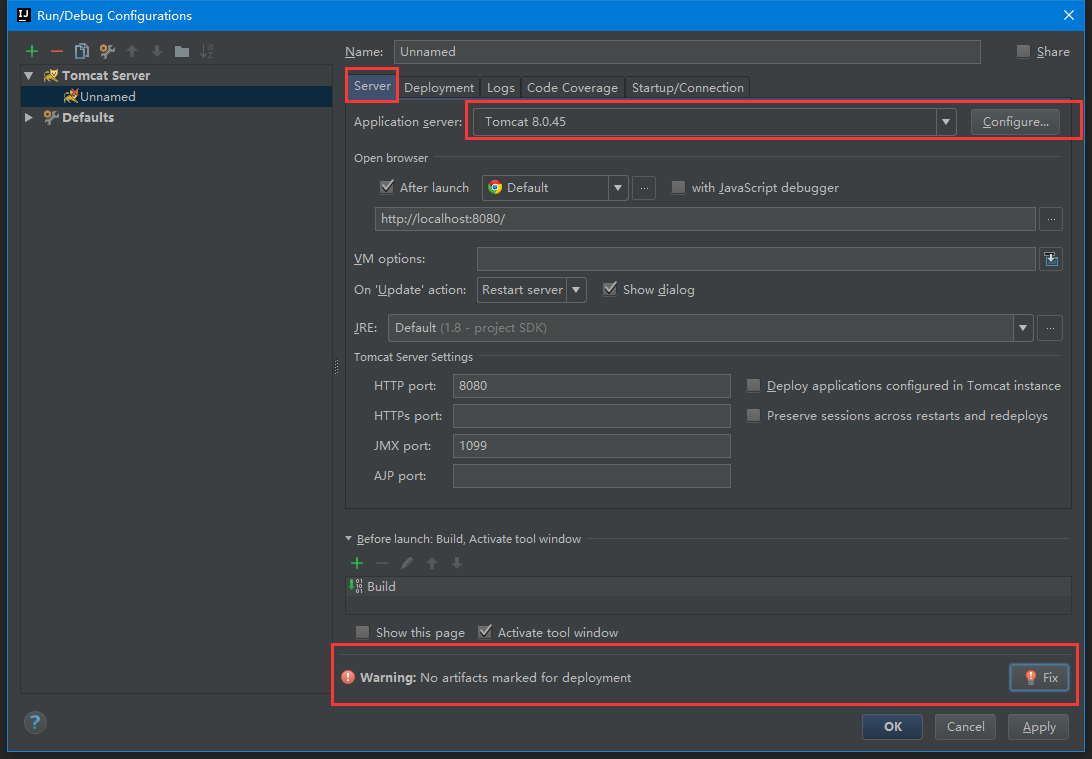 Run/Debug Configurations
Name: Unnamed Share
Tomcat Server
Unnamed
Defaults
Server Deployment Logs Code Coverage Startup/Connection
Application server: Tomcat 8.0.45 Configure...
Open browser
After launch Default ... with JavaScript debugger
http://localhost:8080/ ...
VM options:
On 'Update' action: Restart server Show dialog
JRE: Default (1.8 - project SDK) ...
Tomcat Server Settings
HTTP port: 8080 Deploy applications configured in Tomcat instance
HTTPs port: Preserve sessions across restarts and redeploys
JMX port: 1099
AJP port:
Before launch: Build, Activate tool window
Build
Show this page Activate tool window
Warning: No artifacts marked for deployment Fix
? OK Cancel Apply